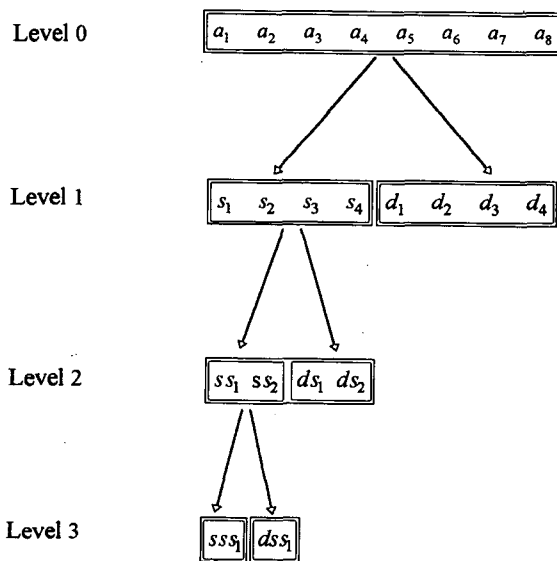 Level 0 a₁ a₂ a₃ a₄ a₅ a₆ a₇ a₈
Level 1 s₁ s₂ s₃ s₄ d₁ d₂ d₃ d₄
Level 2 ss₁ ss₂ ds₁ ds₂
Level 3 sss₁ dss₁